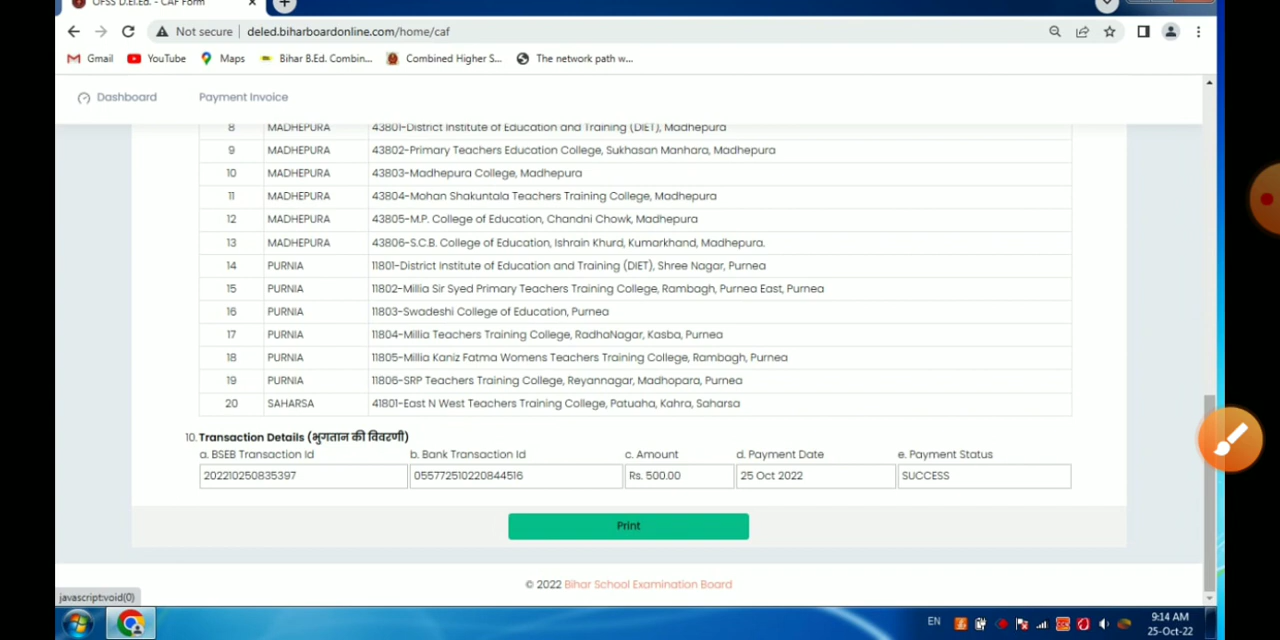 OFSS D.El.Ed. - CAF Form
Not secure deled.biharboardonline.com/home/caf
Gmail YouTube Maps Bihar B.Ed. Combin... Combined Higher S... The network path w...
Dashboard Payment Invoice
8 MADHEPURA 43801-District Institute of Education and Training (DIET), Madhepura
9 MADHEPURA 43802-Primary Teachers Education College, Sukhasan Manhara, Madhepura
10 MADHEPURA 43803-Madhepura College, Madhepura
11 MADHEPURA 43804-Mohan Shakuntala Teachers Training College, Madhepura
12 MADHEPURA 43805-M.P. College of Education, Chandni Chowk, Madhepura
13 MADHEPURA 43806-S.C.B. College of Education, Ishrain Khurd, Kumarkhand, Madhepura.
14 PURNIA 11801-District Institute of Education and Training (DIET), Shree Nagar, Purnea
15 PURNIA 11802-Millia Sir Syed Primary Teachers Training College, Rambagh, Purnea East, Purnea
16 PURNIA 11803-Swadeshi College of Education, Purnea
17 PURNIA 11804-Millia Teachers Training College, RadhaNagar, Kasba, Purnea
18 PURNIA 11805-Millia Kaniz Fatma Womens Teachers Training College, Rambagh, Purnea
19 PURNIA 11806-SRP Teachers Training College, Reyannagar, Madhopara, Purnea
20 SAHARSA 41801-East N West Teachers Training College, Patuaha, Kahra, Saharsa
10. Transaction Details (भुगतान की विवरणी)
a. BSEB Transaction Id b. Bank Transaction Id c. Amount d. Payment Date e. Payment Status
202210250835397 055772510220844516 Rs. 500.00 25 Oct 2022 SUCCESS
Print
© 2022 Bihar School Examination Board
javascript:void(0)
EN 9:14 AM
25-Oct-22